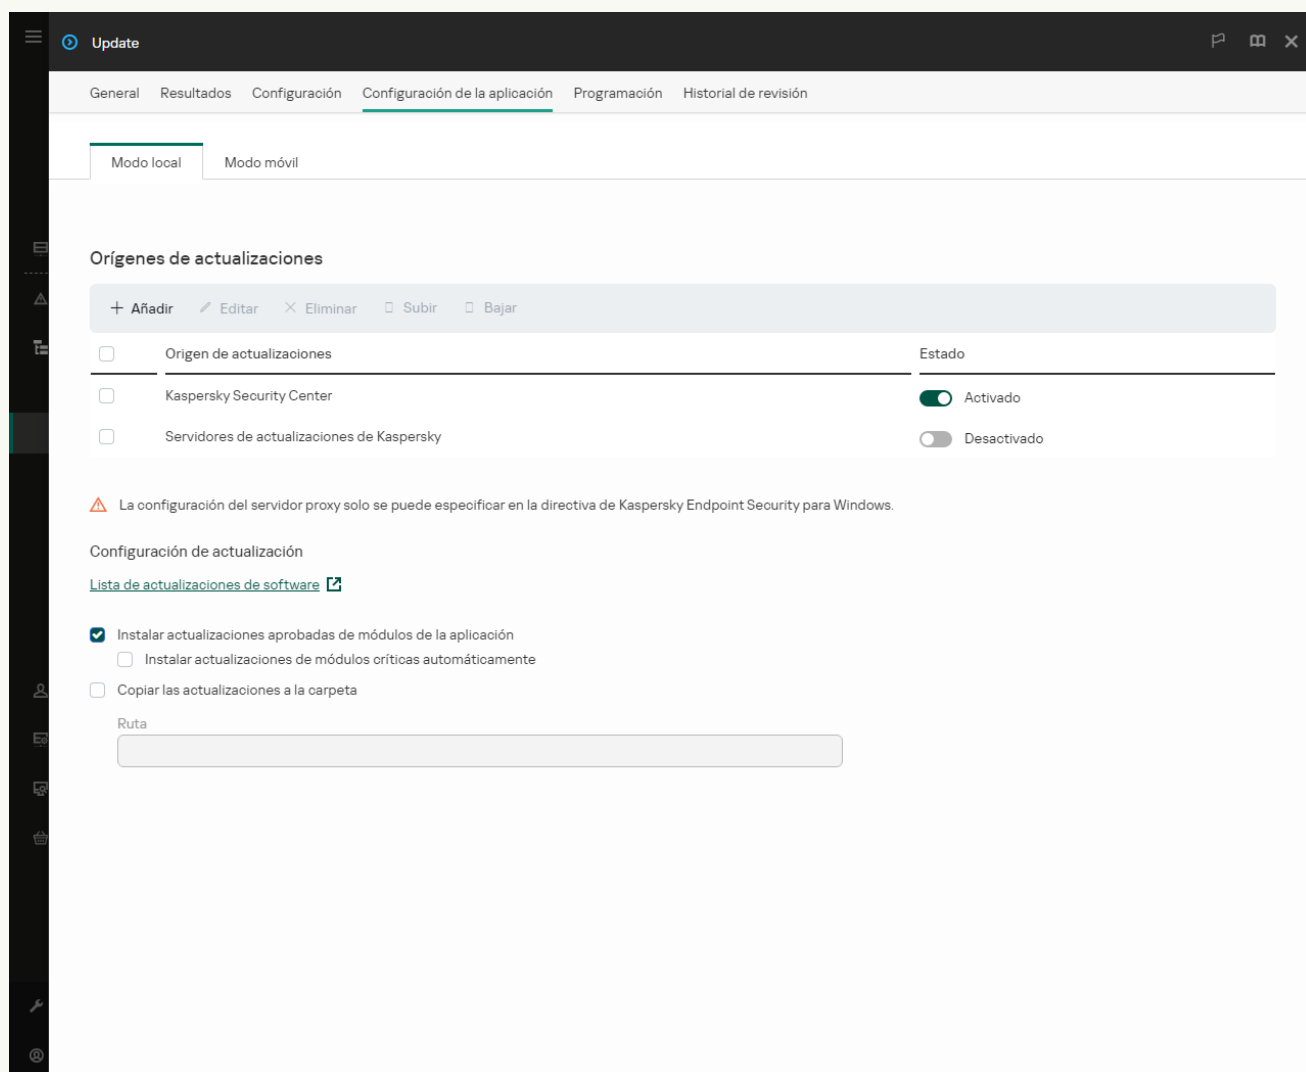 Update
General Resultados Configuración Configuración de la aplicación Programación Historial de revisión
Modo local Modo móvil
Orígenes de actualizaciones
Añadir Editar Eliminar Subir Bajar
Origen de actualizaciones Estado
Kaspersky Security Center Activado
Servidores de actualizaciones de Kaspersky Desactivado
La configuración del servidor proxy solo se puede especificar en la directiva de Kaspersky Endpoint Security para Windows.
Configuración de actualización
Lista de actualizaciones de software
Instalar actualizaciones aprobadas de módulos de la aplicación
Instalar actualizaciones de módulos críticas automáticamente
Copiar las actualizaciones a la carpeta
Ruta